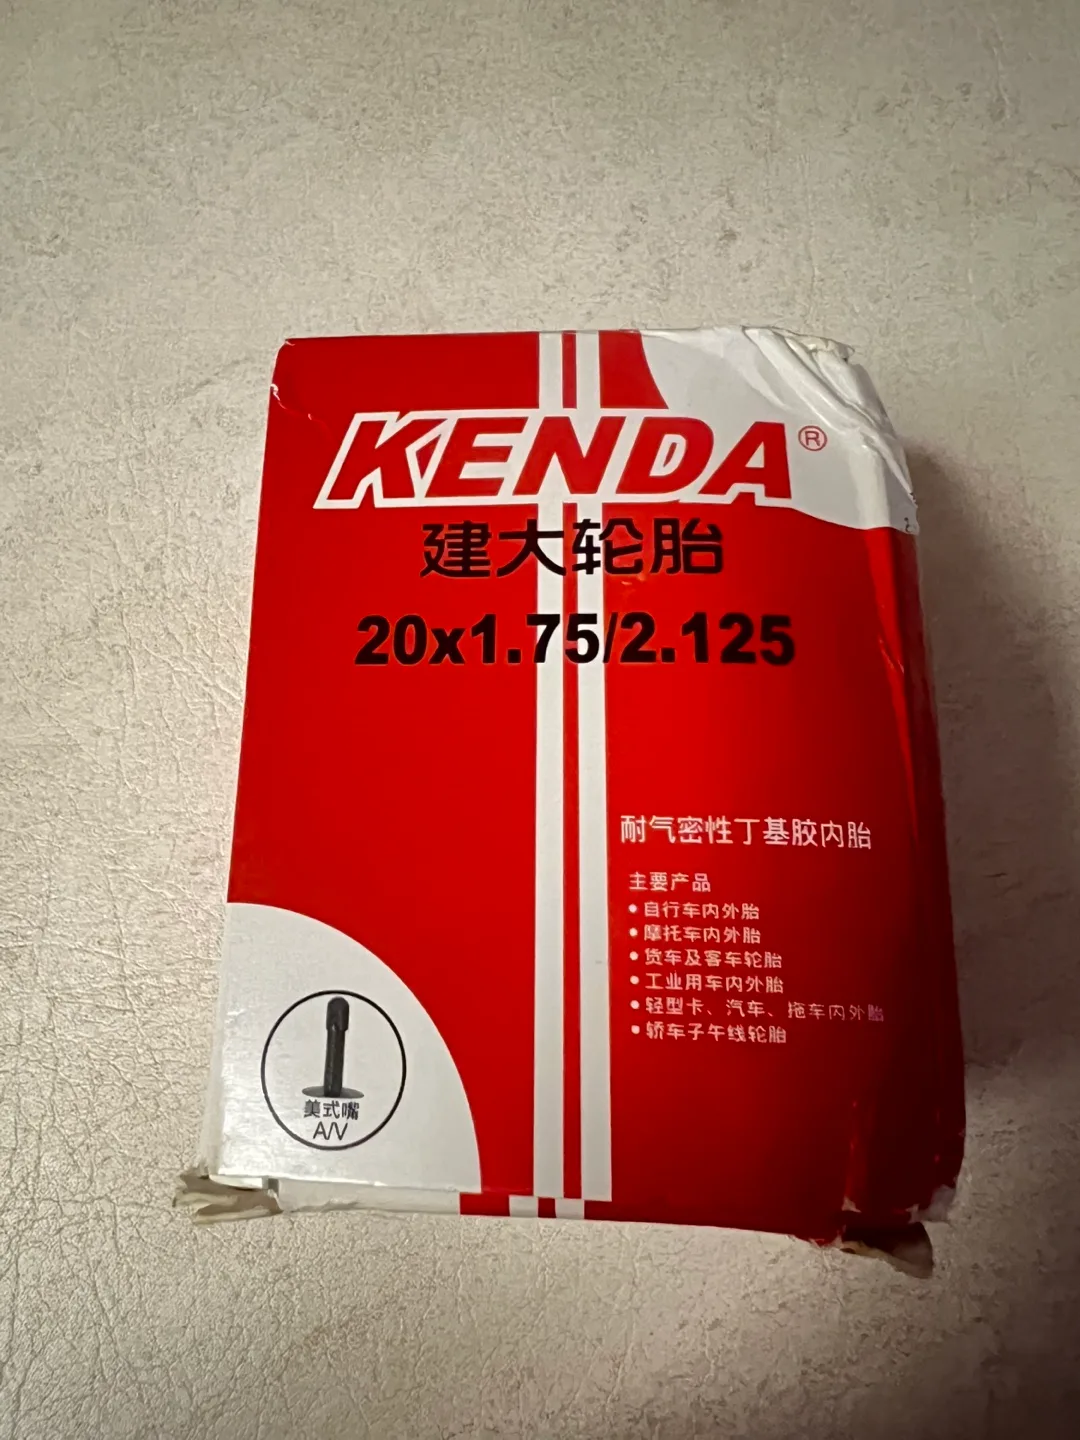 KENDA®
建大轮胎
20x1.75/2.125
耐气密性丁基胶内胎
主要产品
• 自行车内外胎
• 摩托车内外胎
• 货车及客车轮胎
• 工业用车内外胎
• 轻型卡、汽车、拖车内外胎
• 轿车子午线轮胎
美式嘴
A/V